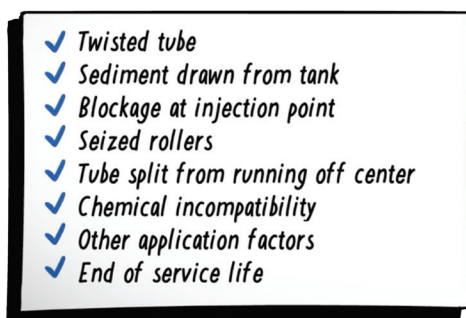 Twisted tube
Sediment drawn from tank
Blockage at injection point
Seized rollers
Tube split from running off center
Chemical incompatibility
Other application factors
End of service life